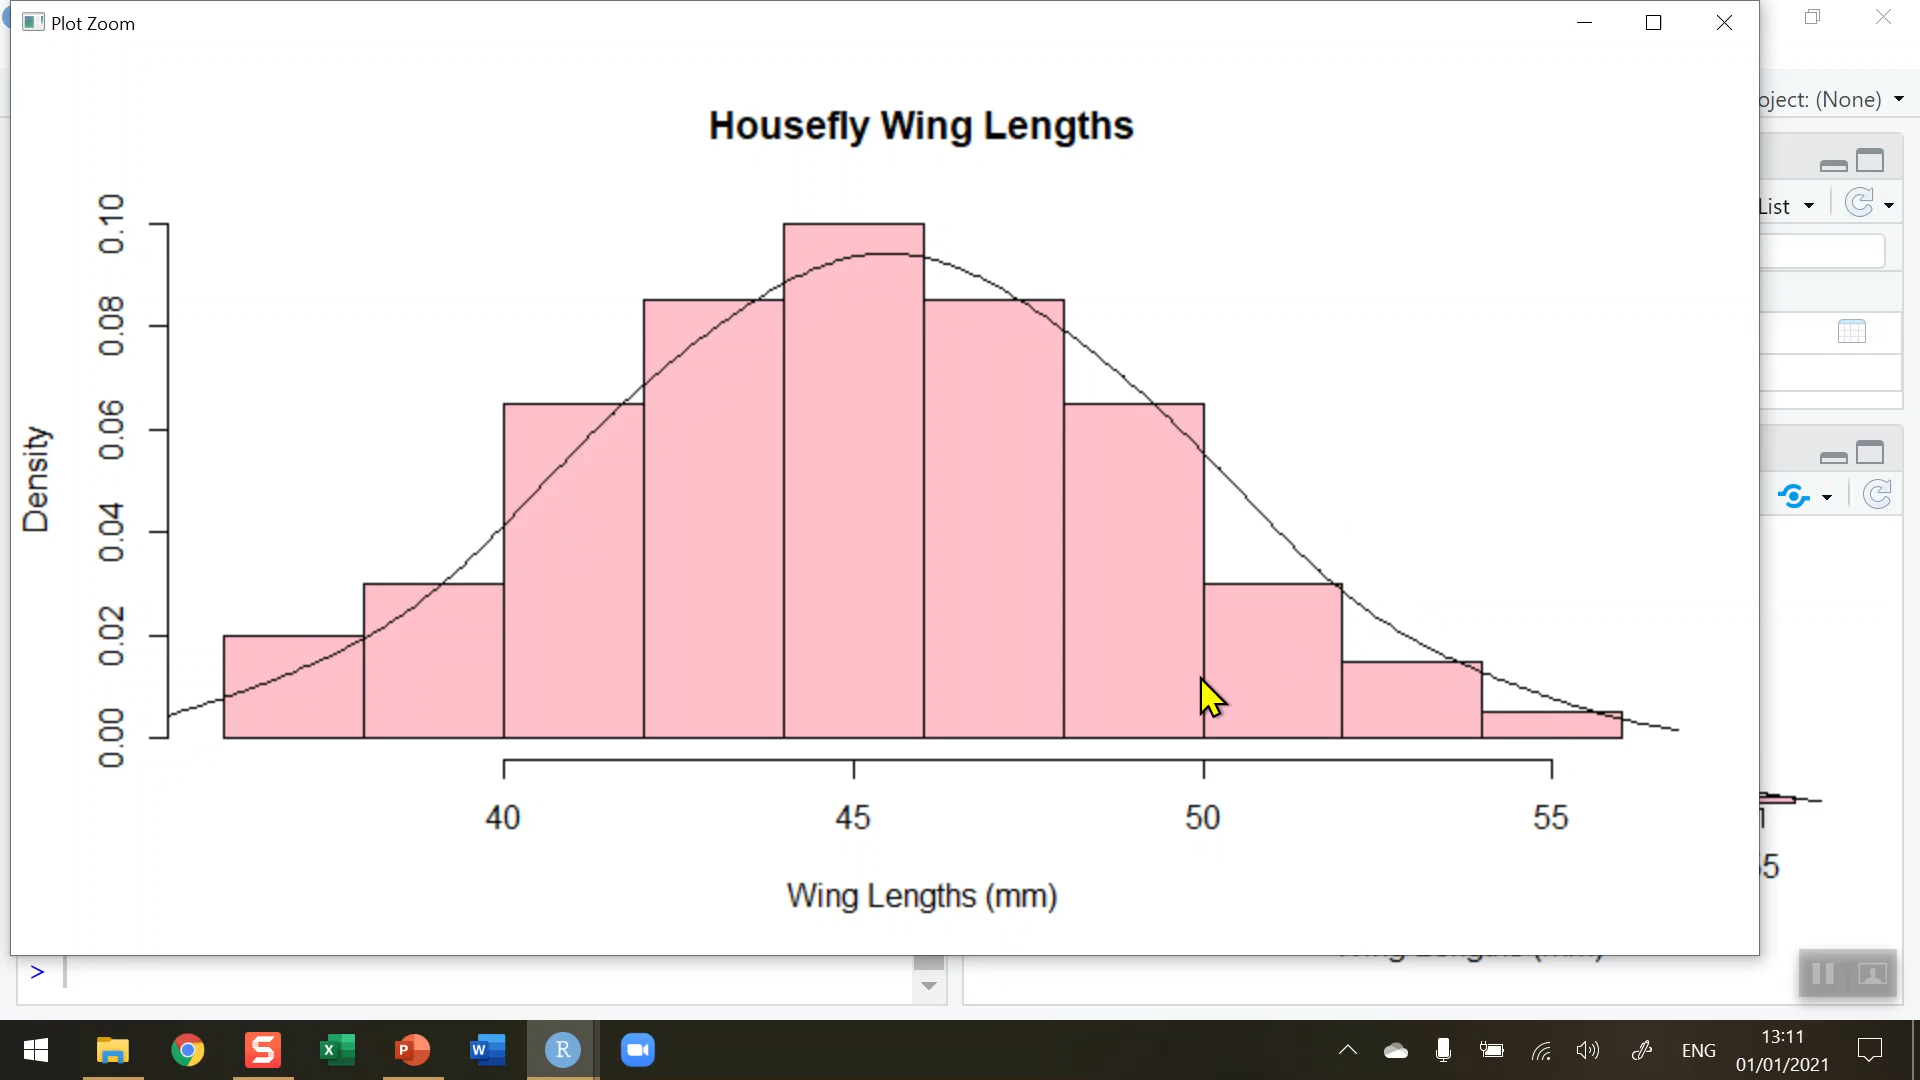 Plot Zoom
oject: (None)
List
Housefly Wing Lengths
0.10
0.08
0.06
0.04
0.02
0.00
Density
40 45 50 55
Wing Lengths (mm)
55
>
S X P W R
ENG
13:11
01/01/2021